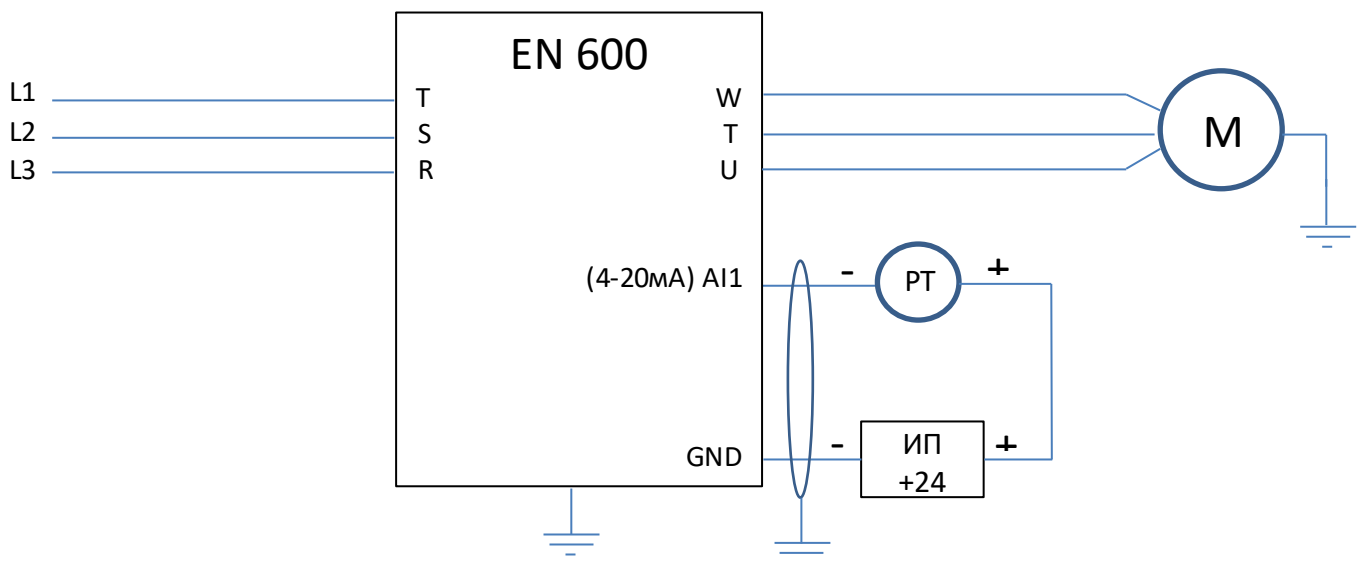 EN 600
L1 T W
L2 S T M
L3 R U
(4-20мА) AI1 - PT +
GND - ИП +
+24